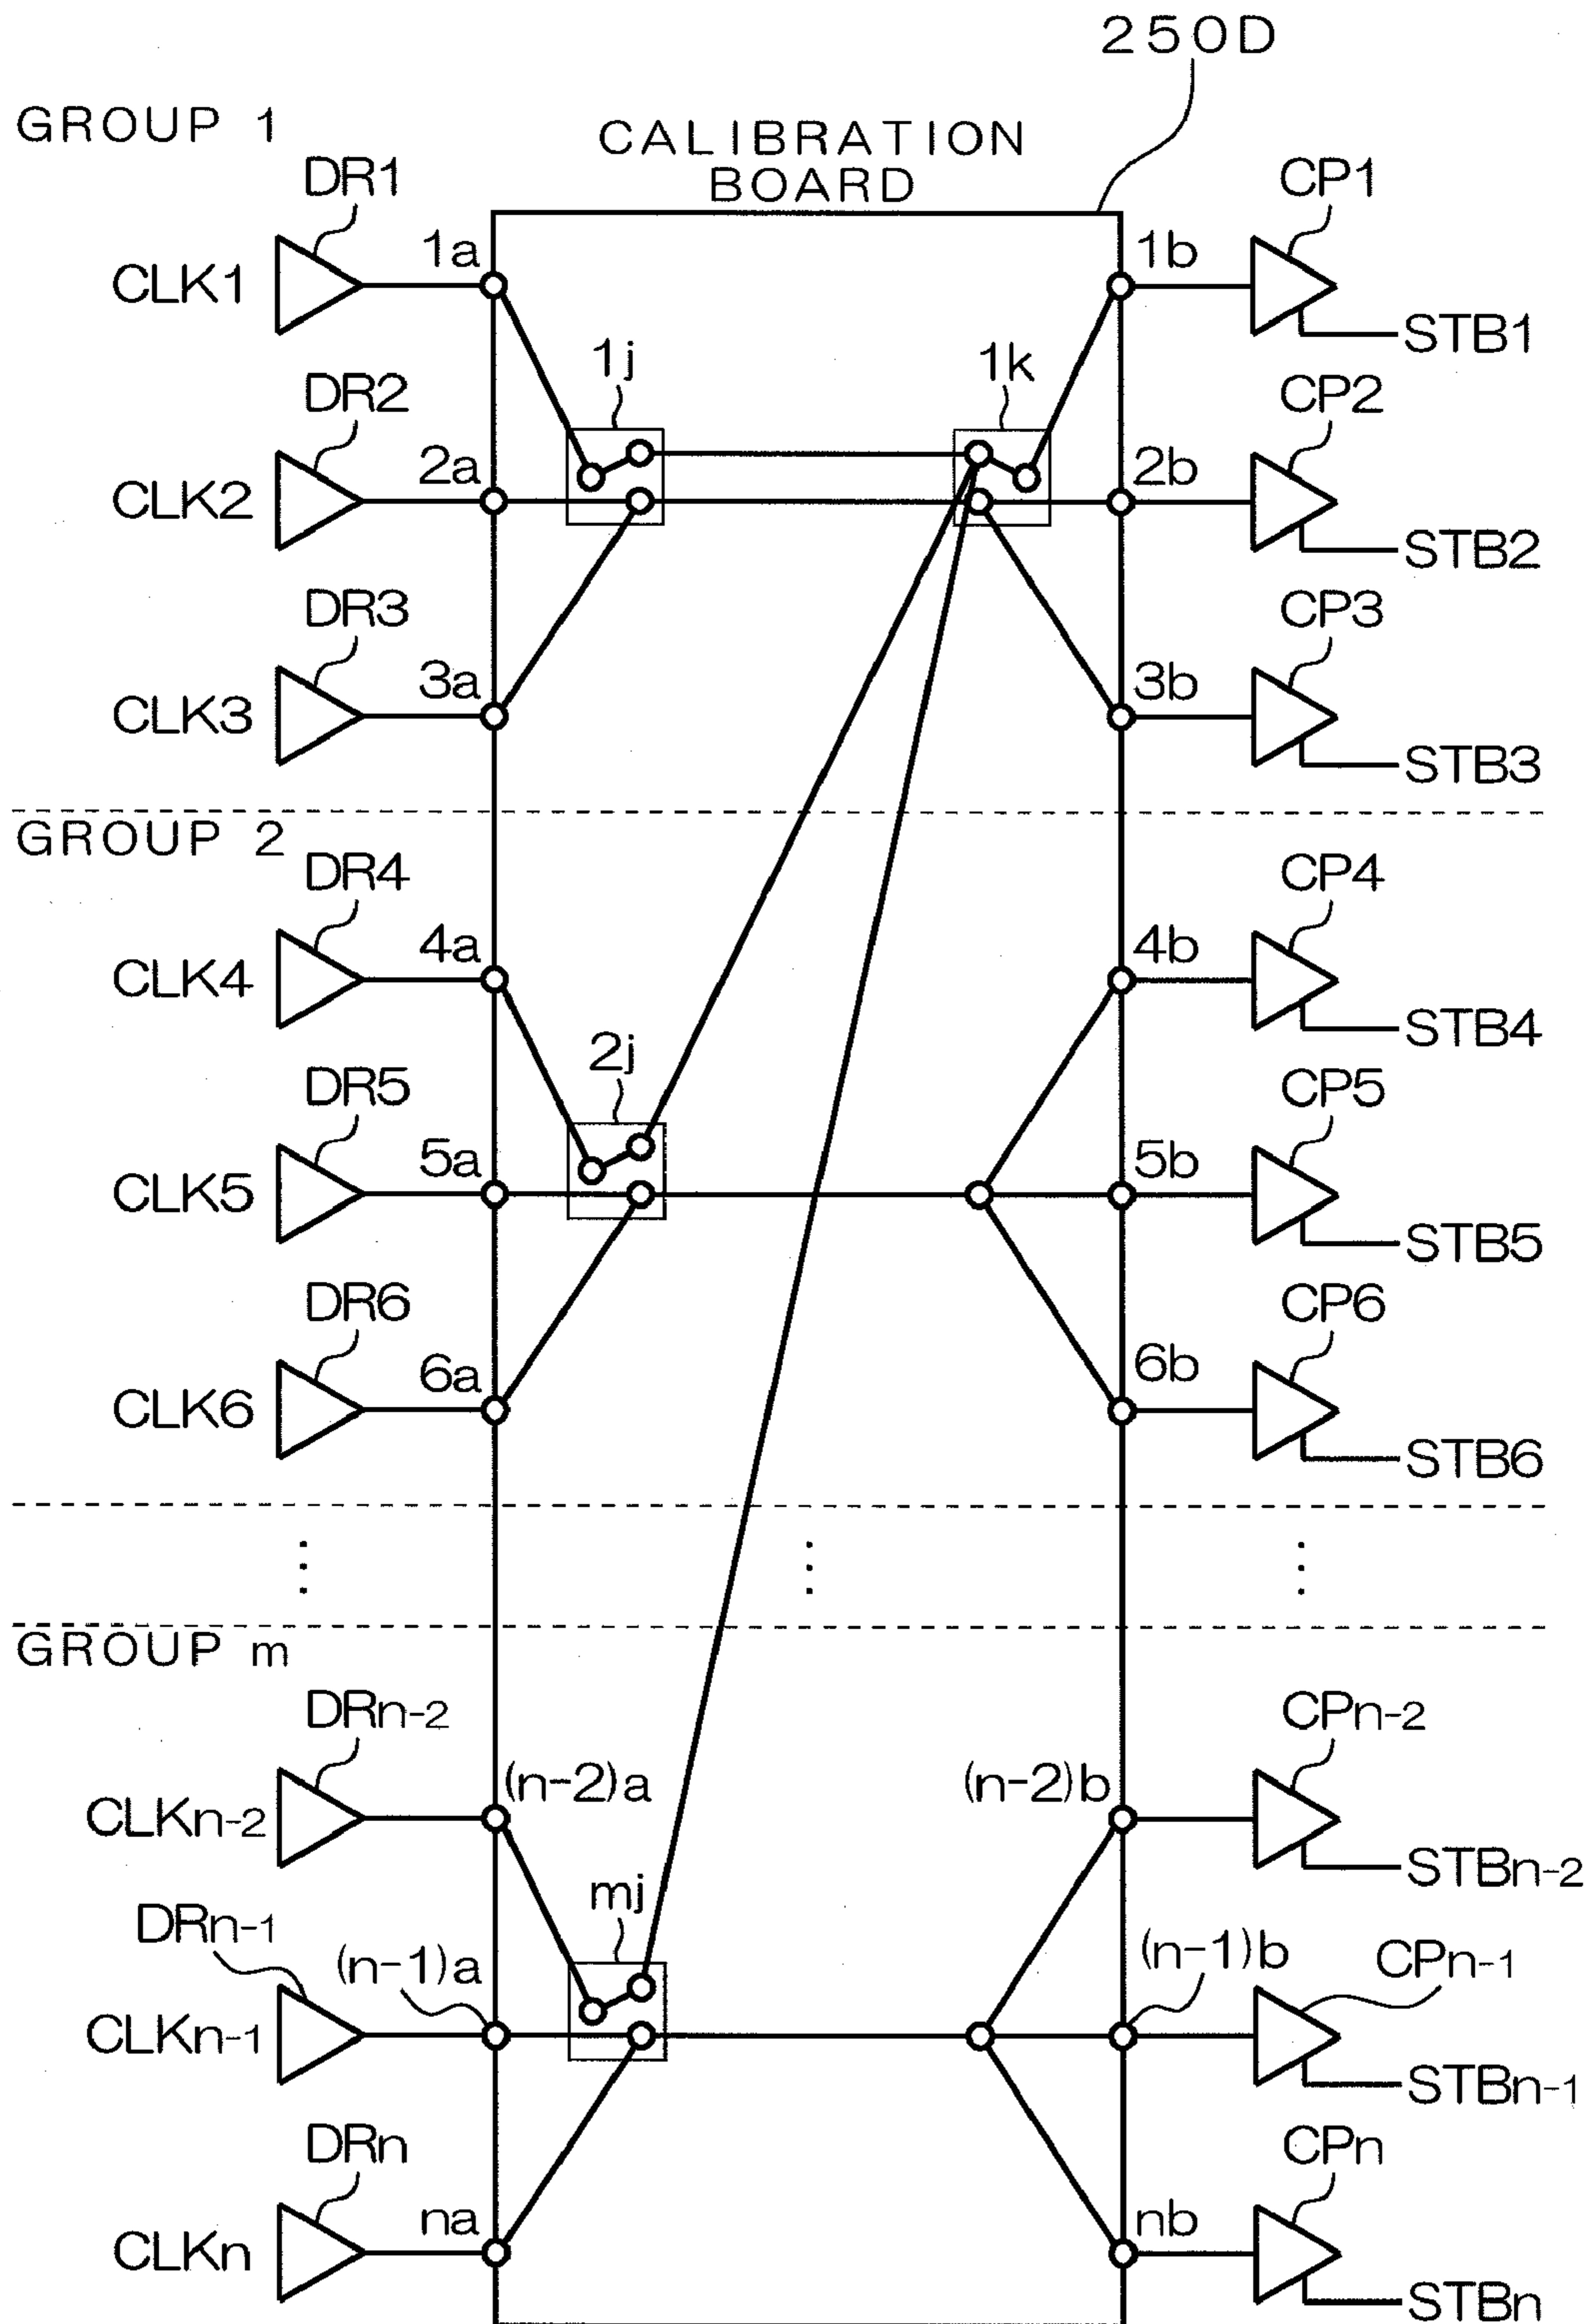 250D
GROUP 1
CALIBRATION
BOARD
DR1
CP1
1a
1b
CLK1
STB1
1j
1k
DR2
CP2
2a
2b
CLK2
STB2
DR3
CP3
3a
3b
CLK3
STB3
GROUP 2
DR4
CP4
4a
4b
CLK4
STB4
2j
DR5
CP5
5a
5b
CLK5
STB5
DR6
CP6
6a
6b
CLK6
STB6
GROUP m
DRn-2
CPn-2
(n-2)a
(n-2)b
CLKn-2
STBn-2
mj
DRn-1
(n-1)a
(n-1)b
CPn-1
CLKn-1
STBn-1
DRn
CPn
na
nb
CLKn
STBn